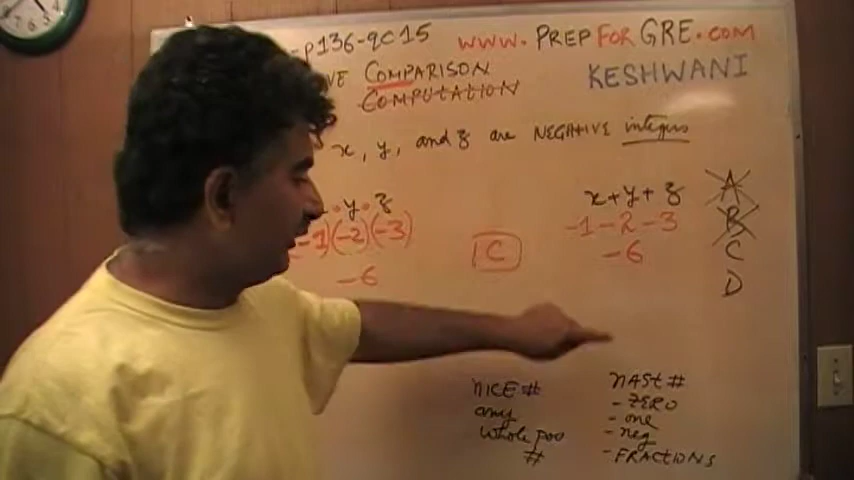 -p136-qc15 www.PREPFORGRE.com
VE COMPARISON
KESHWANI
COMPUTATION
x, y, and z are NEGATIVE integers
• y • z
x+y+z
A
-1)(-2)(-3)
-1-2-3
B
C
-6
C
-6
D
NICE #
any
whole pos
#
NASt #
- ZERO
- one
- neg
- FRACTIONS